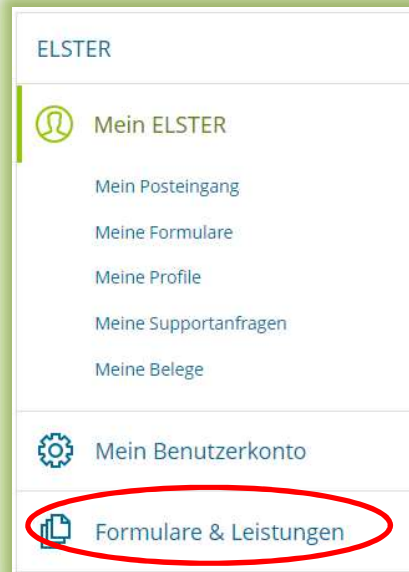 ELSTER
Mein ELSTER
Mein Posteingang
Meine Formulare
Meine Profile
Meine Supportanfragen
Meine Belege
Mein Benutzerkonto
Formulare & Leistungen